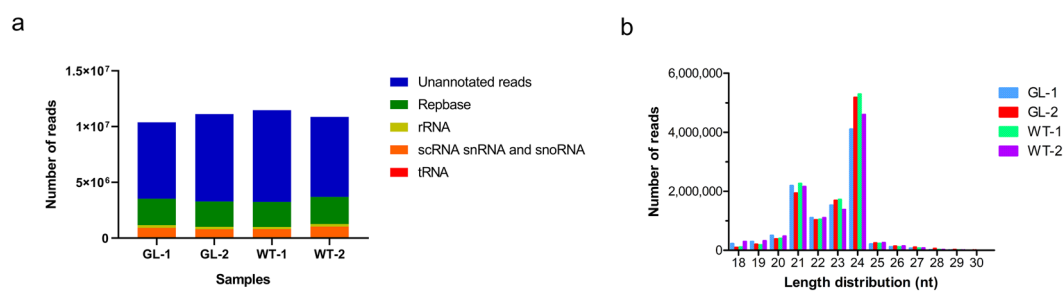 a
1.5×10⁷
1×10⁷
5×10⁶
0
Number of reads
GL-1 GL-2 WT-1 WT-2
Samples
Unannotated reads
Repbase
rRNA
scRNA snRNA and snoRNA
tRNA
b
6,000,000
4,000,000
2,000,000
0
Number of reads
18 19 20 21 22 23 24 25 26 27 28 29 30
Length distribution (nt)
GL-1
GL-2
WT-1
WT-2